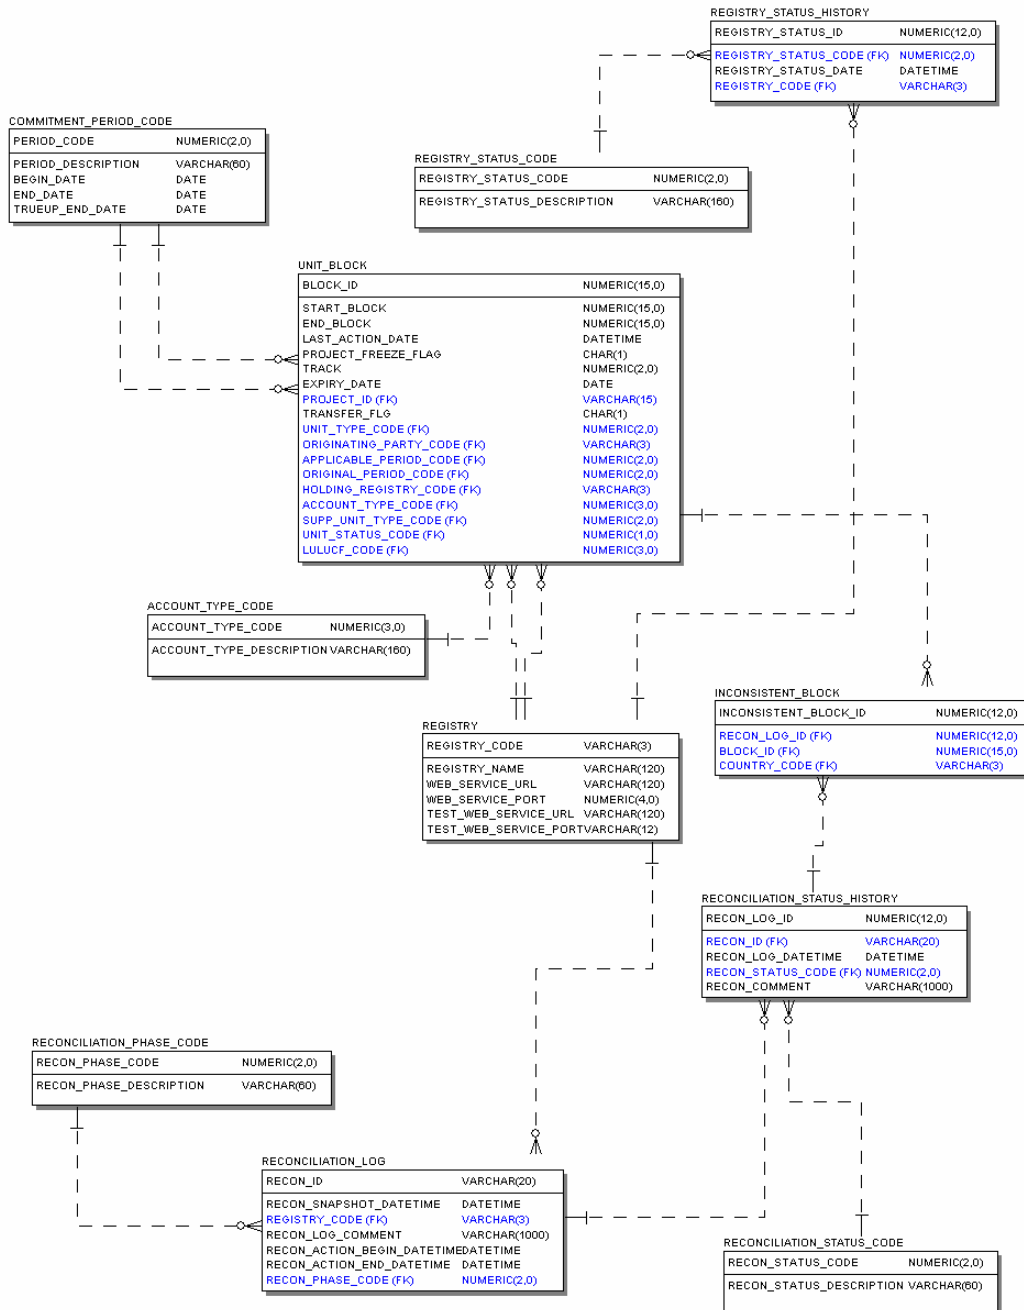 REGISTRY_STATUS_HISTORY
REGISTRY_STATUS_ID NUMERIC(12,0)
REGISTRY_STATUS_CODE (FK) NUMERIC(2,0)
REGISTRY_STATUS_DATE DATETIME
REGISTRY_CODE (FK) VARCHAR(3)
COMMITMENT_PERIOD_CODE
PERIOD_CODE NUMERIC(2,0)
PERIOD_DESCRIPTION VARCHAR(60)
BEGIN_DATE DATE
END_DATE DATE
TRUEUP_END_DATE DATE
REGISTRY_STATUS_CODE
REGISTRY_STATUS_CODE NUMERIC(2,0)
REGISTRY_STATUS_DESCRIPTION VARCHAR(160)
UNIT_BLOCK
BLOCK_ID NUMERIC(15,0)
START_BLOCK NUMERIC(15,0)
END_BLOCK NUMERIC(15,0)
LAST_ACTION_DATE DATETIME
PROJECT_FREEZE_FLAG CHAR(1)
TRACK NUMERIC(2,0)
EXPIRY_DATE DATE
PROJECT_ID (FK) VARCHAR(15)
TRANSFER_FLG CHAR(1)
UNIT_TYPE_CODE (FK) NUMERIC(2,0)
ORIGINATING_PARTY_CODE (FK) VARCHAR(3)
APPLICABLE_PERIOD_CODE (FK) NUMERIC(2,0)
ORIGINAL_PERIOD_CODE (FK) NUMERIC(2,0)
HOLDING_REGISTRY_CODE (FK) VARCHAR(3)
ACCOUNT_TYPE_CODE (FK) NUMERIC(3,0)
SUPP_UNIT_TYPE_CODE (FK) NUMERIC(2,0)
UNIT_STATUS_CODE (FK) NUMERIC(1,0)
LULUCF_CODE (FK) NUMERIC(3,0)
ACCOUNT_TYPE_CODE
ACCOUNT_TYPE_CODE NUMERIC(3,0)
ACCOUNT_TYPE_DESCRIPTION VARCHAR(160)
INCONSISTENT_BLOCK
INCONSISTENT_BLOCK_ID NUMERIC(12,0)
RECON_LOG_ID (FK) NUMERIC(12,0)
BLOCK_ID (FK) NUMERIC(15,0)
COUNTRY_CODE (FK) VARCHAR(3)
REGISTRY
REGISTRY_CODE VARCHAR(3)
REGISTRY_NAME VARCHAR(120)
WEB_SERVICE_URL VARCHAR(120)
WEB_SERVICE_PORT NUMERIC(4,0)
TEST_WEB_SERVICE_URL VARCHAR(120)
TEST_WEB_SERVICE_PORT VARCHAR(12)
RECONCILIATION_STATUS_HISTORY
RECON_LOG_ID NUMERIC(12,0)
RECON_ID (FK) VARCHAR(20)
RECON_LOG_DATETIME DATETIME
RECON_STATUS_CODE (FK) NUMERIC(2,0)
RECON_COMMENT VARCHAR(1000)
RECONCILIATION_PHASE_CODE
RECON_PHASE_CODE NUMERIC(2,0)
RECON_PHASE_DESCRIPTION VARCHAR(60)
RECONCILIATION_LOG
RECON_ID VARCHAR(20)
RECON_SNAPSHOT_DATETIME DATETIME
REGISTRY_CODE (FK) VARCHAR(3)
RECON_LOG_COMMENT VARCHAR(1000)
RECON_ACTION_BEGIN_DATETIME DATETIME
RECON_ACTION_END_DATETIME DATETIME
RECON_PHASE_CODE (FK) NUMERIC(2,0)
RECONCILIATION_STATUS_CODE
RECON_STATUS_CODE NUMERIC(2,0)
RECON_STATUS_DESCRIPTION VARCHAR(60)